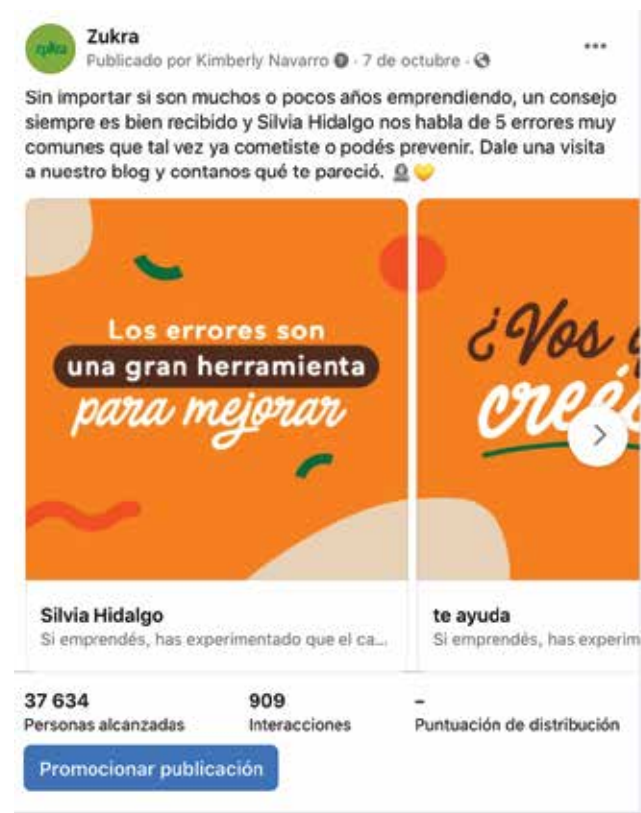 zukra
Zukra
Publicado por Kimberly Navarro · 7 de octubre ·
Sin importar si son muchos o pocos años emprendiendo, un consejo
siempre es bien recibido y Silvia Hidalgo nos habla de 5 errores muy
comunes que tal vez ya cometiste o podés prevenir. Dale una visita
a nuestro blog y contanos qué te pareció.
Los errores son
una gran herramienta
para mejorar
¿Vos
Silvia Hidalgo
Si emprendés, has experimentado que el ca...
te ayuda
Si emprendés, has experim
37 634
Personas alcanzadas
909
Interacciones
–
Puntuación de distribución
Promocionar publicación